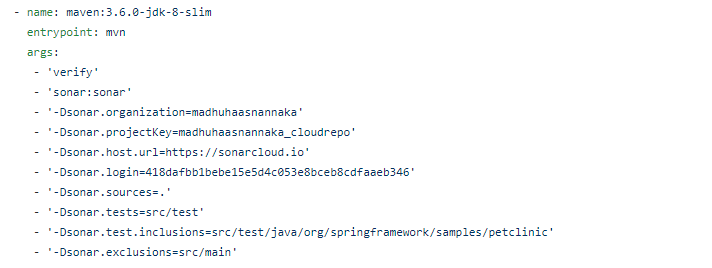 - name: maven:3.6.0-jdk-8-slim
entrypoint: mvn
args:
- 'verify'
- 'sonar:sonar'
- '-Dsonar.organization=madhuhaasnannaka'
- '-Dsonar.projectKey=madhuhaasnannaka_cloudrepo'
- '-Dsonar.host.url=https://sonarcloud.io'
- '-Dsonar.login=418dafbb1bebe15e5d4c053e8bceb8cdfaaeb346'
- '-Dsonar.sources=.'
- '-Dsonar.tests=src/test'
- '-Dsonar.test.inclusions=src/test/java/org/springframework/samples/petclinic'
- '-Dsonar.exclusions=src/main'